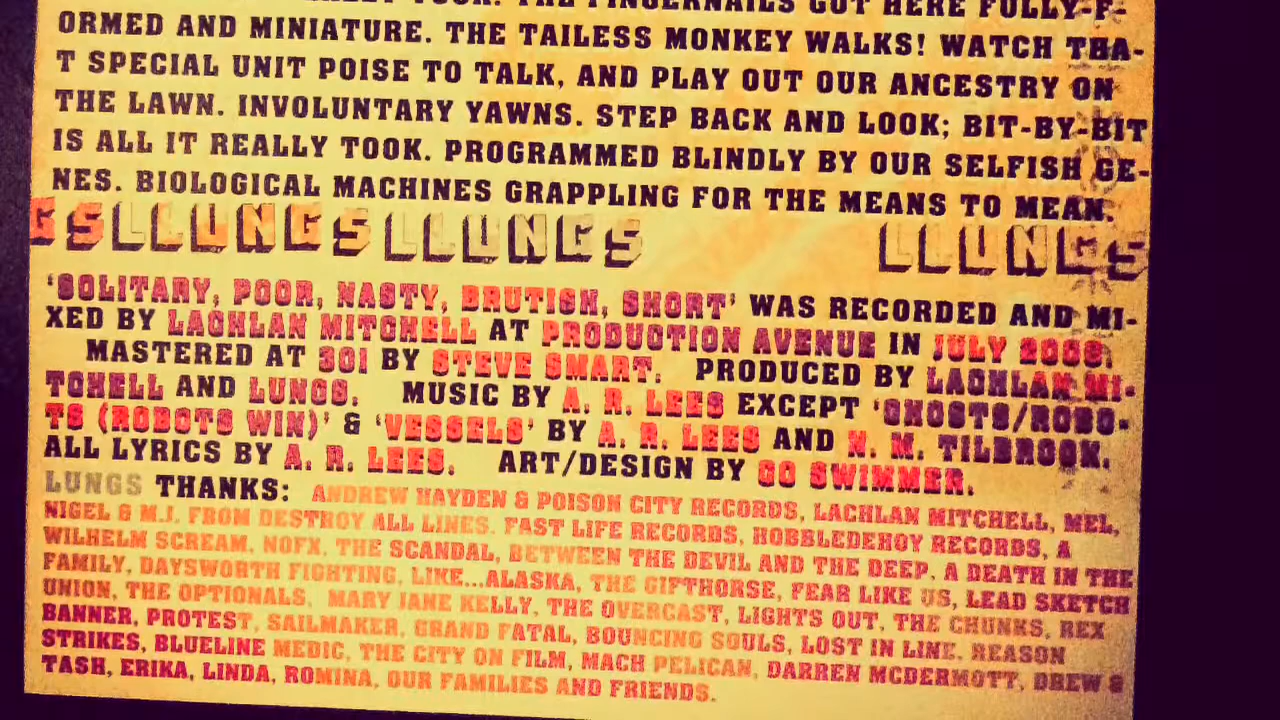 THE FINGERNAILS GOT HERE FULLY-F-
ORMED AND MINIATURE. THE TAILESS MONKEY WALKS! WATCH THA-
T SPECIAL UNIT POISE TO TALK, AND PLAY OUT OUR ANCESTRY ON
THE LAWN. INVOLUNTARY YAWNS. STEP BACK AND LOOK; BIT-BY-BIT
IS ALL IT REALLY TOOK. PROGRAMMED BLINDLY BY OUR SELFISH GE-
NES. BIOLOGICAL MACHINES GRAPPLING FOR THE MEANS TO MEAN.
GSLLLUNGSLLLUNGS LLUNGS
'SOLITARY, POOR, NASTY, BRUTISH, SHORT' WAS RECORDED AND MI-
XED BY LACHLAN MITCHELL AT PRODUCTION AVENUE IN JULY 2008.
MASTERED AT 301 BY STEVE SMART. PRODUCED BY LACHLAN MI-
TCHELL AND LUNGS. MUSIC BY A. R. LEES EXCEPT 'GHOSTS/ROBO-
TS (ROBOTS WIN)' & 'VESSELS' BY A. R. LEES AND N. M. TILBROOK.
ALL LYRICS BY A. R. LEES. ART/DESIGN BY GO SWIMMER.
LUNGS THANKS: ANDREW HAYDEN & POISON CITY RECORDS, LACHLAN MITCHELL, MEL,
NIGEL & M.J. FROM DESTROY ALL LINES. FAST LIFE RECORDS, HOBBLEDEHOY RECORDS, A
WILHELM SCREAM, NOFX, THE SCANDAL, BETWEEN THE DEVIL AND THE DEEP, A DEATH IN THE
FAMILY, DAYSWORTH FIGHTING, LIKE...ALASKA, THE GIFTHORSE, FEAR LIKE US, LEAD SKETCH
UNION, THE OPTIONALS, MARY JANE KELLY, THE OVERCAST, LIGHTS OUT, THE CHUNKS, REX
BANNER, PROTEST, SAILMAKER, GRAND FATAL, BOUNCING SOULS, LOST IN LINE, REASON
STRIKES, BLUELINE MEDIC, THE CITY ON FILM, MACH PELICAN, DARREN MCDERMOTT, DREW &
TASH, ERIKA, LINDA, ROMINA, OUR FAMILIES AND FRIENDS.